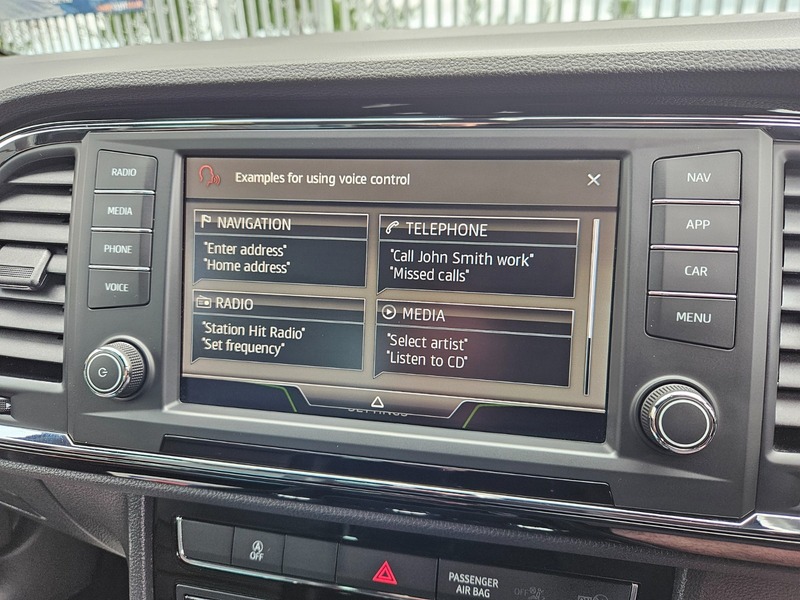 RADIO
MEDIA
PHONE
VOICE
Examples for using voice control
NAVIGATION
"Enter address"
"Home address"
TELEPHONE
"Call John Smith work"
"Missed calls"
RADIO
"Station Hit Radio"
"Set frequency"
MEDIA
"Select artist"
"Listen to CD"
SETTINGS
NAV
APP
CAR
MENU
A
OFF
PASSENGER
AIR BAG
OFF